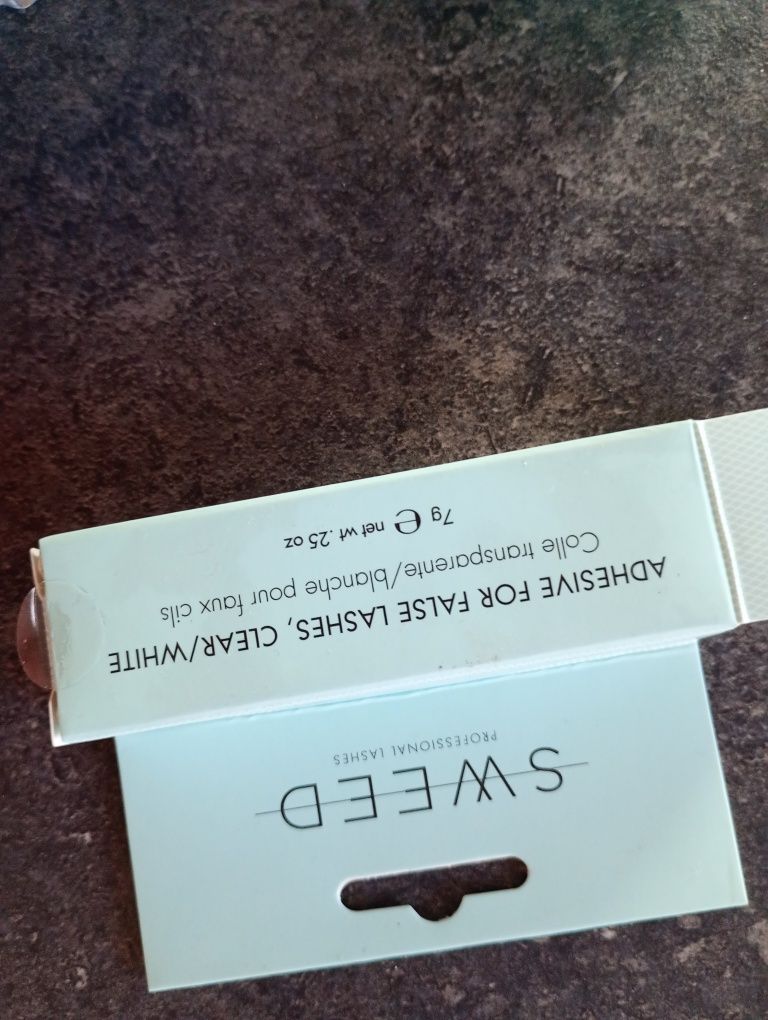 SWEED
PROFESSIONAL LASHES
ADHESIVE FOR FALSE LASHES, CLEAR/WHITE
Colle transparente/blanche pour faux cils
7g ℮ net wt .25 oz